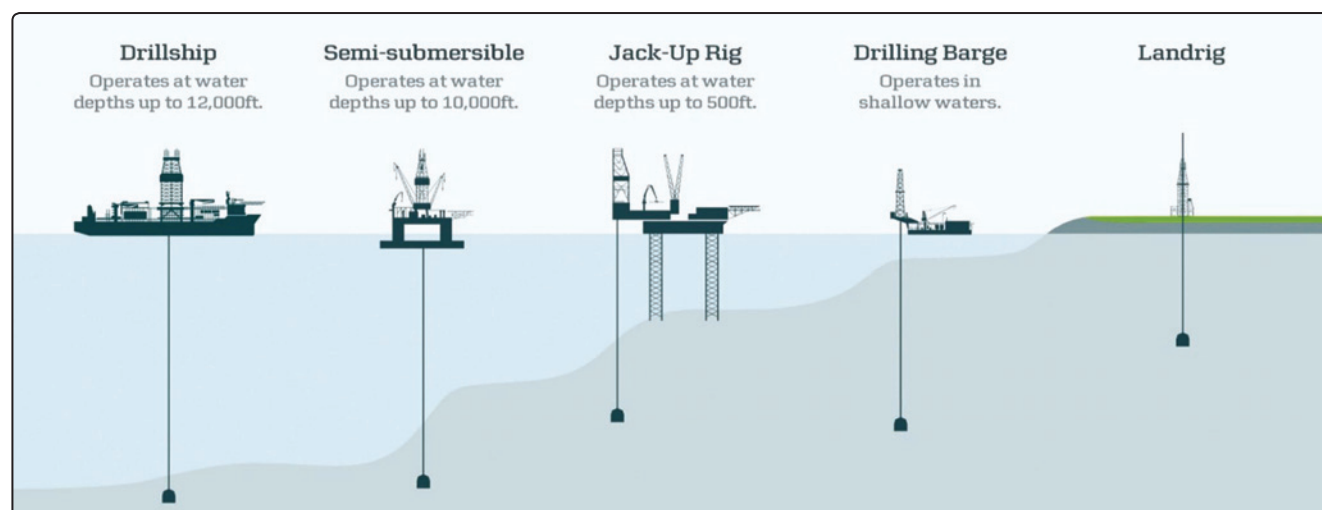 Drillship
Operates at water
depths up to 12,000ft.
Semi-submersible
Operates at water
depths up to 10,000ft.
Jack-Up Rig
Operates at water
depths up to 500ft.
Drilling Barge
Operates in
shallow waters.
Landrig